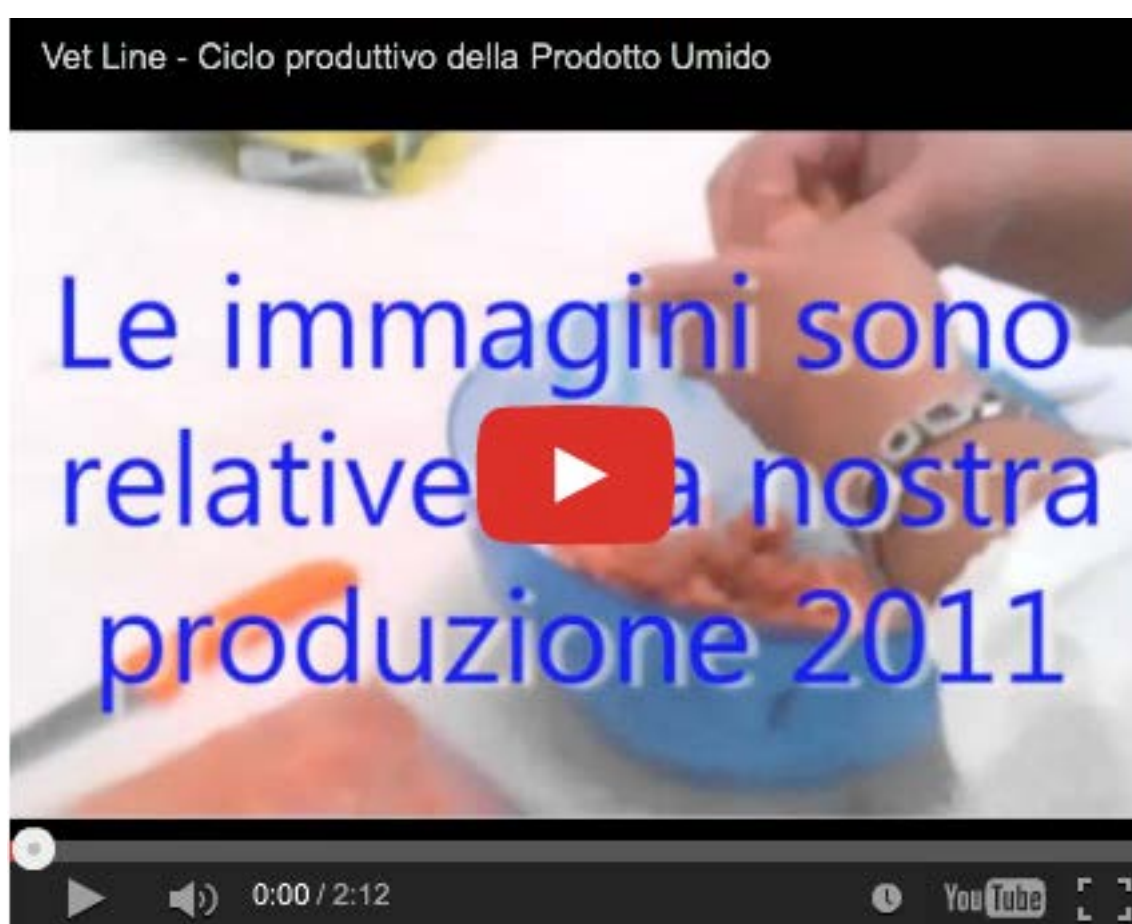 Vet Line - Ciclo produttivo della Prodotto Umido
Le immagini sono
relative a nostra
produzione 2011
0:00 / 2:12
YouTube